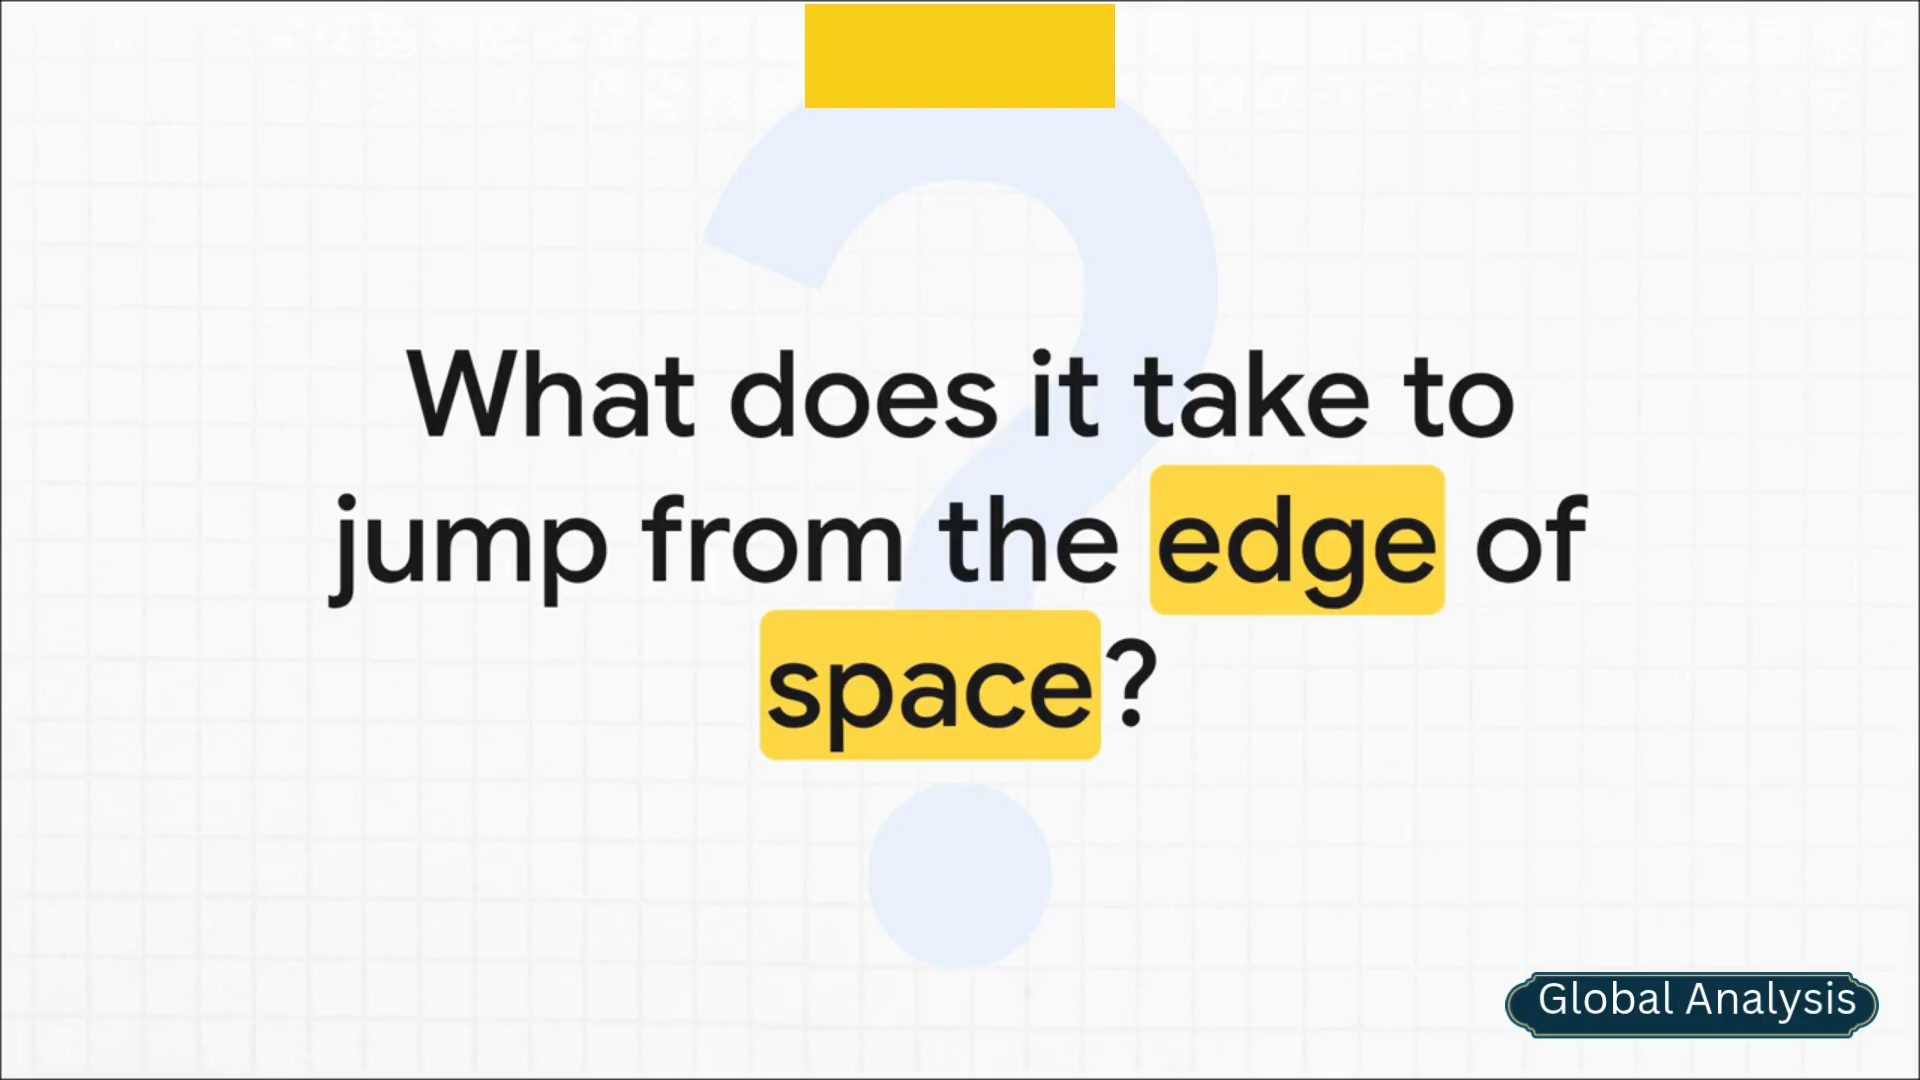 What does it take to
jump from the edge of
space?
Global Analysis